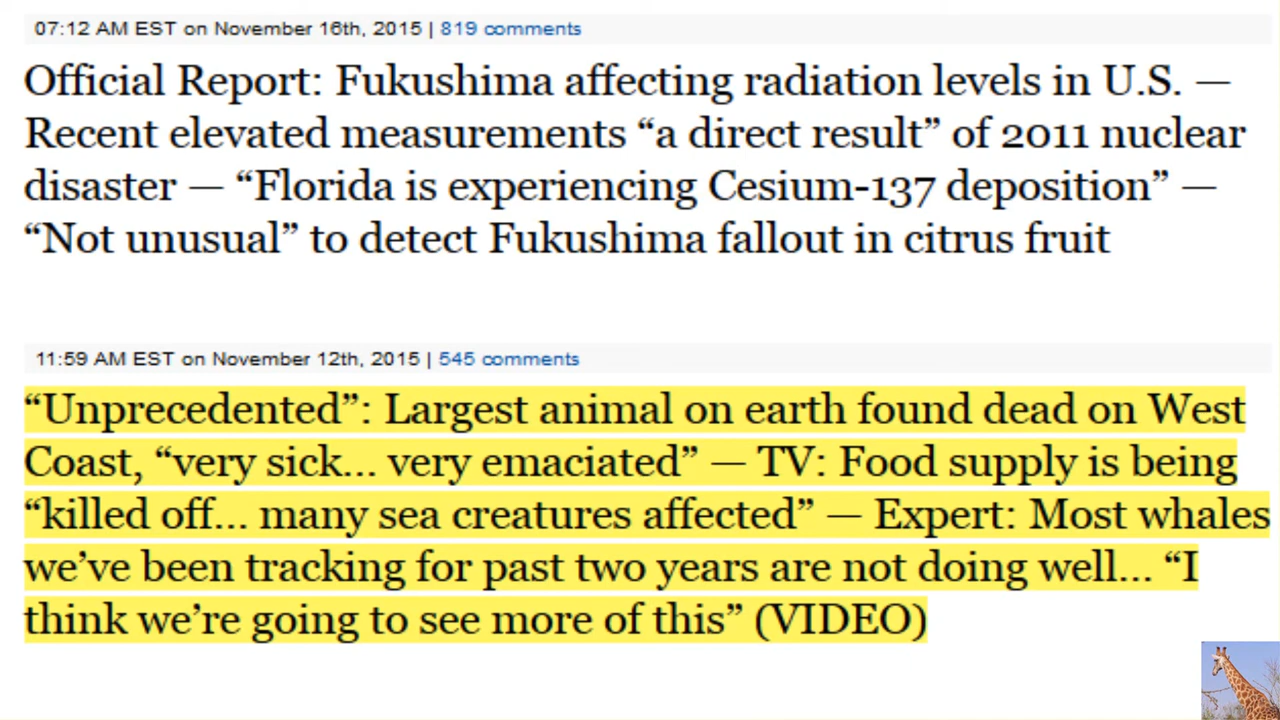 07:12 AM EST on November 16th, 2015 | 819 comments
Official Report: Fukushima affecting radiation levels in U.S. —
Recent elevated measurements “a direct result” of 2011 nuclear
disaster — “Florida is experiencing Cesium-137 deposition” —
“Not unusual” to detect Fukushima fallout in citrus fruit
11:59 AM EST on November 12th, 2015 | 545 comments
“Unprecedented”: Largest animal on earth found dead on West
Coast, “very sick… very emaciated” — TV: Food supply is being
“killed off… many sea creatures affected” — Expert: Most whales
we’ve been tracking for past two years are not doing well… “I
think we’re going to see more of this” (VIDEO)